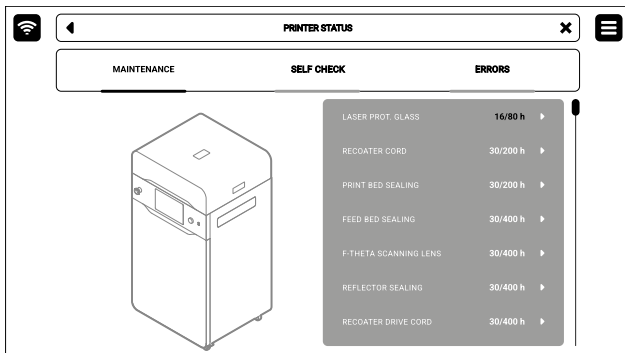 PRINTER STATUS
MAINTENANCE SELF CHECK ERRORS
LASER PROT. GLASS 16/80 h
RECOATER CORD 30/200 h
PRINT BED SEALING 30/200 h
FEED BED SEALING 30/400 h
F-THETA SCANNING LENS 30/400 h
REFLECTOR SEALING 30/400 h
RECOATER DRIVE CORD 30/400 h